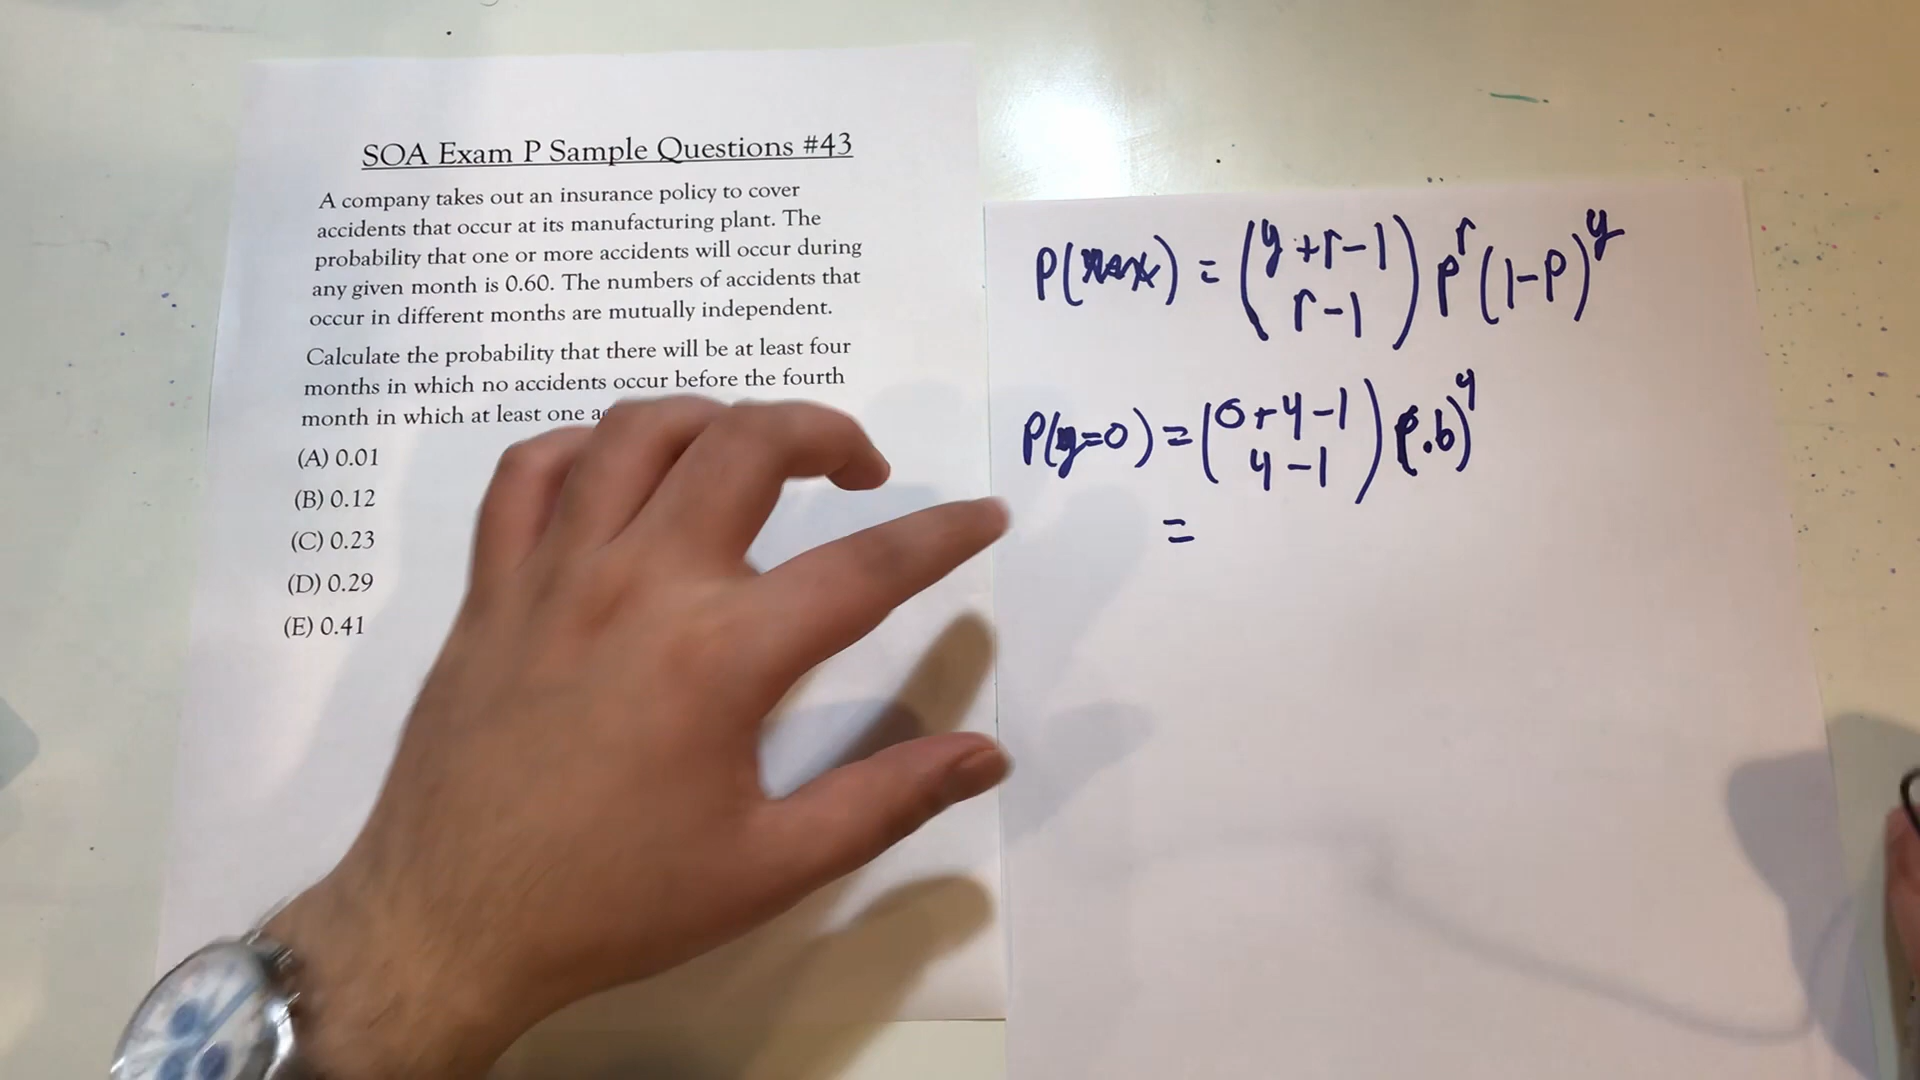 SOA Exam P Sample Questions #43
A company takes out an insurance policy to cover
accidents that occur at its manufacturing plant. The
probability that one or more accidents will occur during
any given month is 0.60. The numbers of accidents that
occur in different months are mutually independent.
Calculate the probability that there will be at least four
months in which no accidents occur before the fourth
month in which at least one
(A) 0.01
(B) 0.12
(C) 0.23
(D) 0.29
(E) 0.41
P( ) = (y+r-1
r-1) p^r (1-p)^y
P(y=0) = (0+4-1
4-1) (.6)^4
=